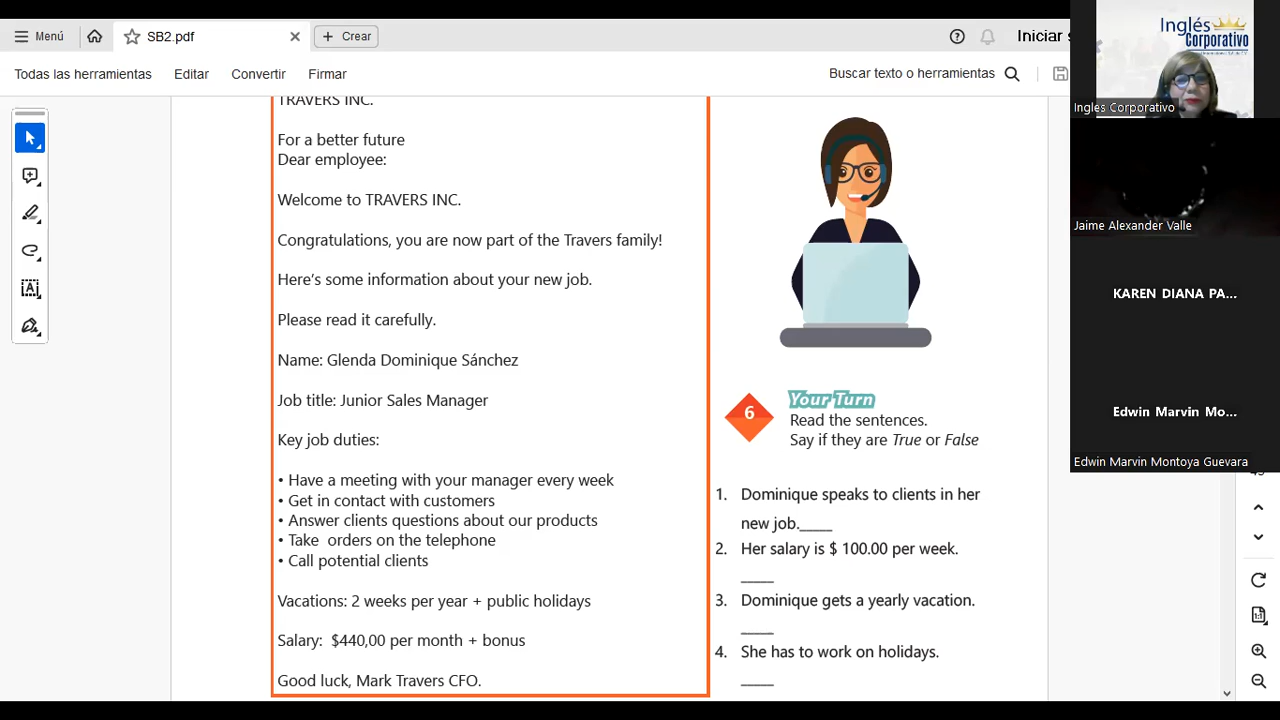 Menú
SB2.pdf
Crear
Iniciar s
Todas las herramientas
Editar
Convertir
Firmar
Buscar texto o herramientas
TRAVERS INC.
For a better future
Dear employee:
Welcome to TRAVERS INC.
Congratulations, you are now part of the Travers family!
Here's some information about your new job.
Please read it carefully.
Name: Glenda Dominique Sánchez
Job title: Junior Sales Manager
Key job duties:
• Have a meeting with your manager every week
• Get in contact with customers
• Answer clients questions about our products
• Take orders on the telephone
• Call potential clients
Vacations: 2 weeks per year + public holidays
Salary: $440,00 per month + bonus
Good luck, Mark Travers CFO.
6
Your Turn
Read the sentences.
Say if they are True or False
1. Dominique speaks to clients in her
new job.____
2. Her salary is $ 100.00 per week.
____
3. Dominique gets a yearly vacation.
____
4. She has to work on holidays.
____
Inglés
Corporativo
Ingles Corporativo
Jaime Alexander Valle
KAREN DIANA PA...
Edwin Marvin Mo...
Edwin Marvin Montoya Guevara